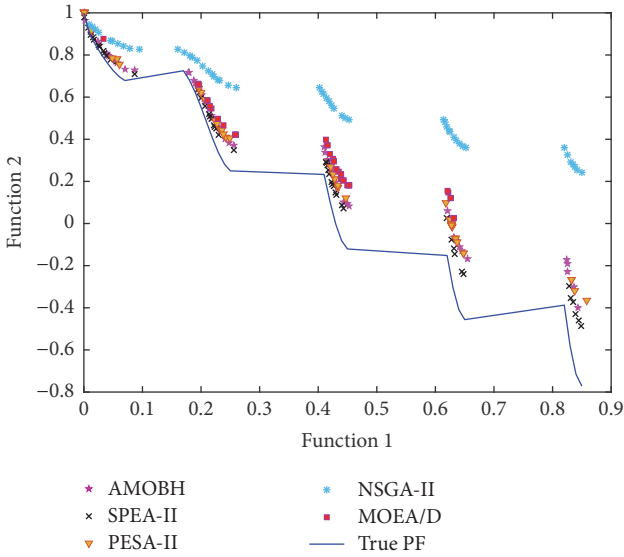 1
0.8
0.6
0.4
0.2
0
−0.2
−0.4
−0.6
−0.8
Function 2
0 0.1 0.2 0.3 0.4 0.5 0.6 0.7 0.8 0.9
Function 1
AMOBH
SPEA-II
PESA-II
NSGA-II
MOEA/D
True PF